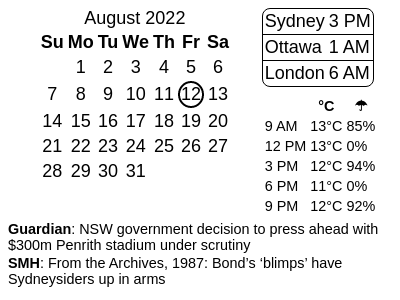 August 2022
Su Mo Tu We Th Fr Sa
1 2 3 4 5 6
7 8 9 10 11 12 13
14 15 16 17 18 19 20
21 22 23 24 25 26 27
28 29 30 31
Sydney 3 PM
Ottawa 1 AM
London 6 AM
°C ☂
9 AM 13°C 85%
12 PM 13°C 0%
3 PM 12°C 94%
6 PM 11°C 0%
9 PM 12°C 92%
Guardian: NSW government decision to press ahead with
$300m Penrith stadium under scrutiny
SMH: From the Archives, 1987: Bond’s ‘blimps’ have
Sydneysiders up in arms